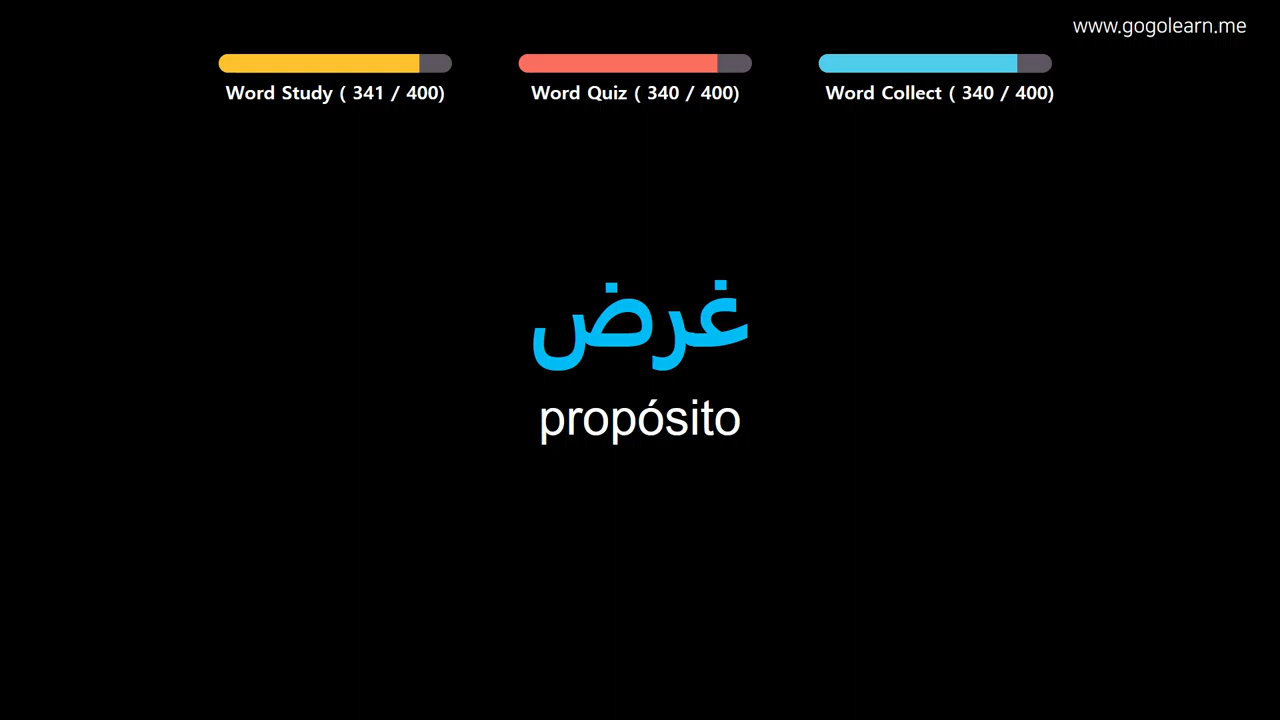 www.gogolearn.me
Word Study ( 341 / 400)
Word Quiz ( 340 / 400)
Word Collect ( 340 / 400)
غرض
propósito